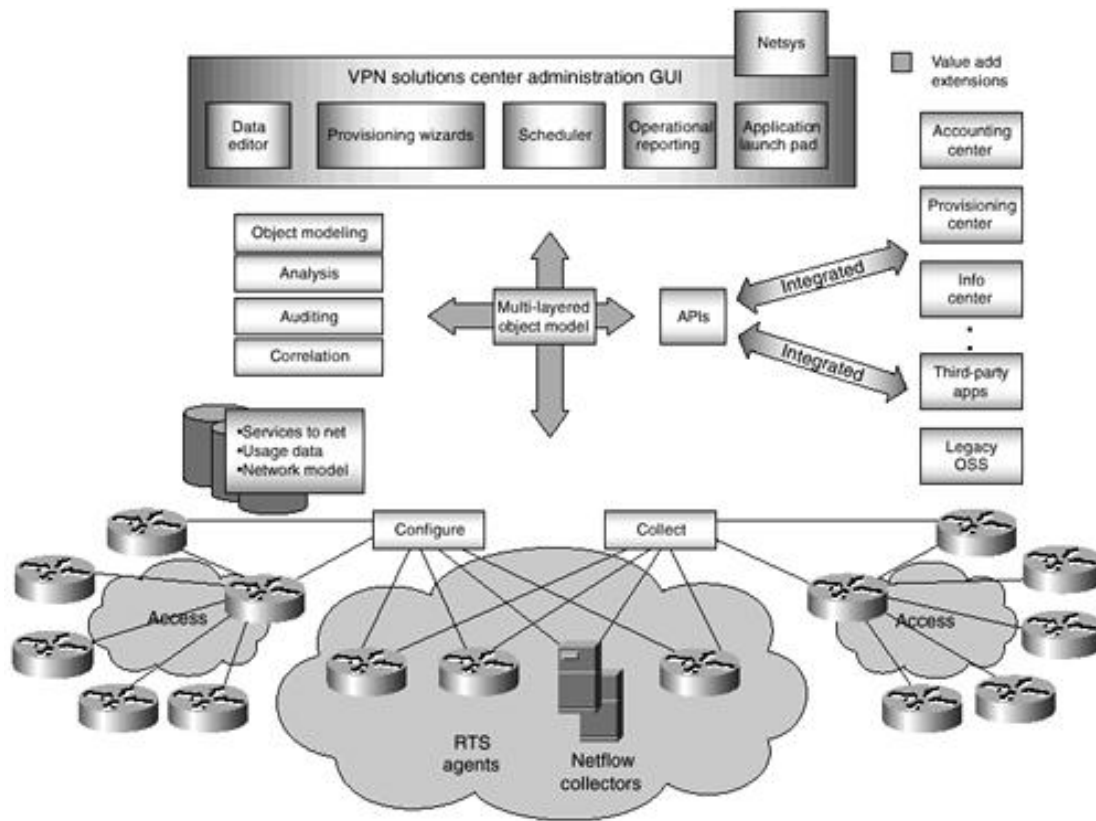 Netsys
Value add
extensions
VPN solutions center administration GUI
Data
editor
Provisioning wizards
Scheduler
Operational
reporting
Application
launch pad
Accounting
center
Provisioning
center
Info
center
Third-party
apps
Legacy
OSS
Object modeling
Analysis
Auditing
Correlation
Multi-layered
object model
APIs
Integrated
Integrated
•Services to net
•Usage data
•Network model
Configure
Collect
Access
Access
RTS
agents
Netflow
collectors